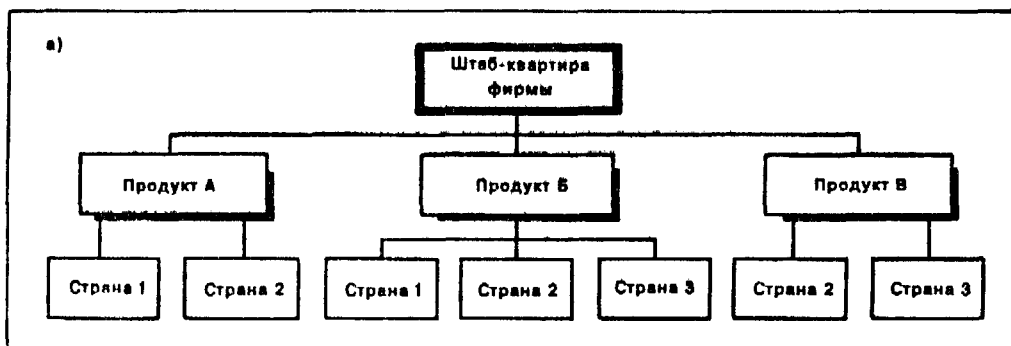 а)
Штаб-квартира
фирмы
Продукт А
Продукт Б
Продукт В
Страна 1
Страна 2
Страна 1
Страна 2
Страна 3
Страна 2
Страна 3